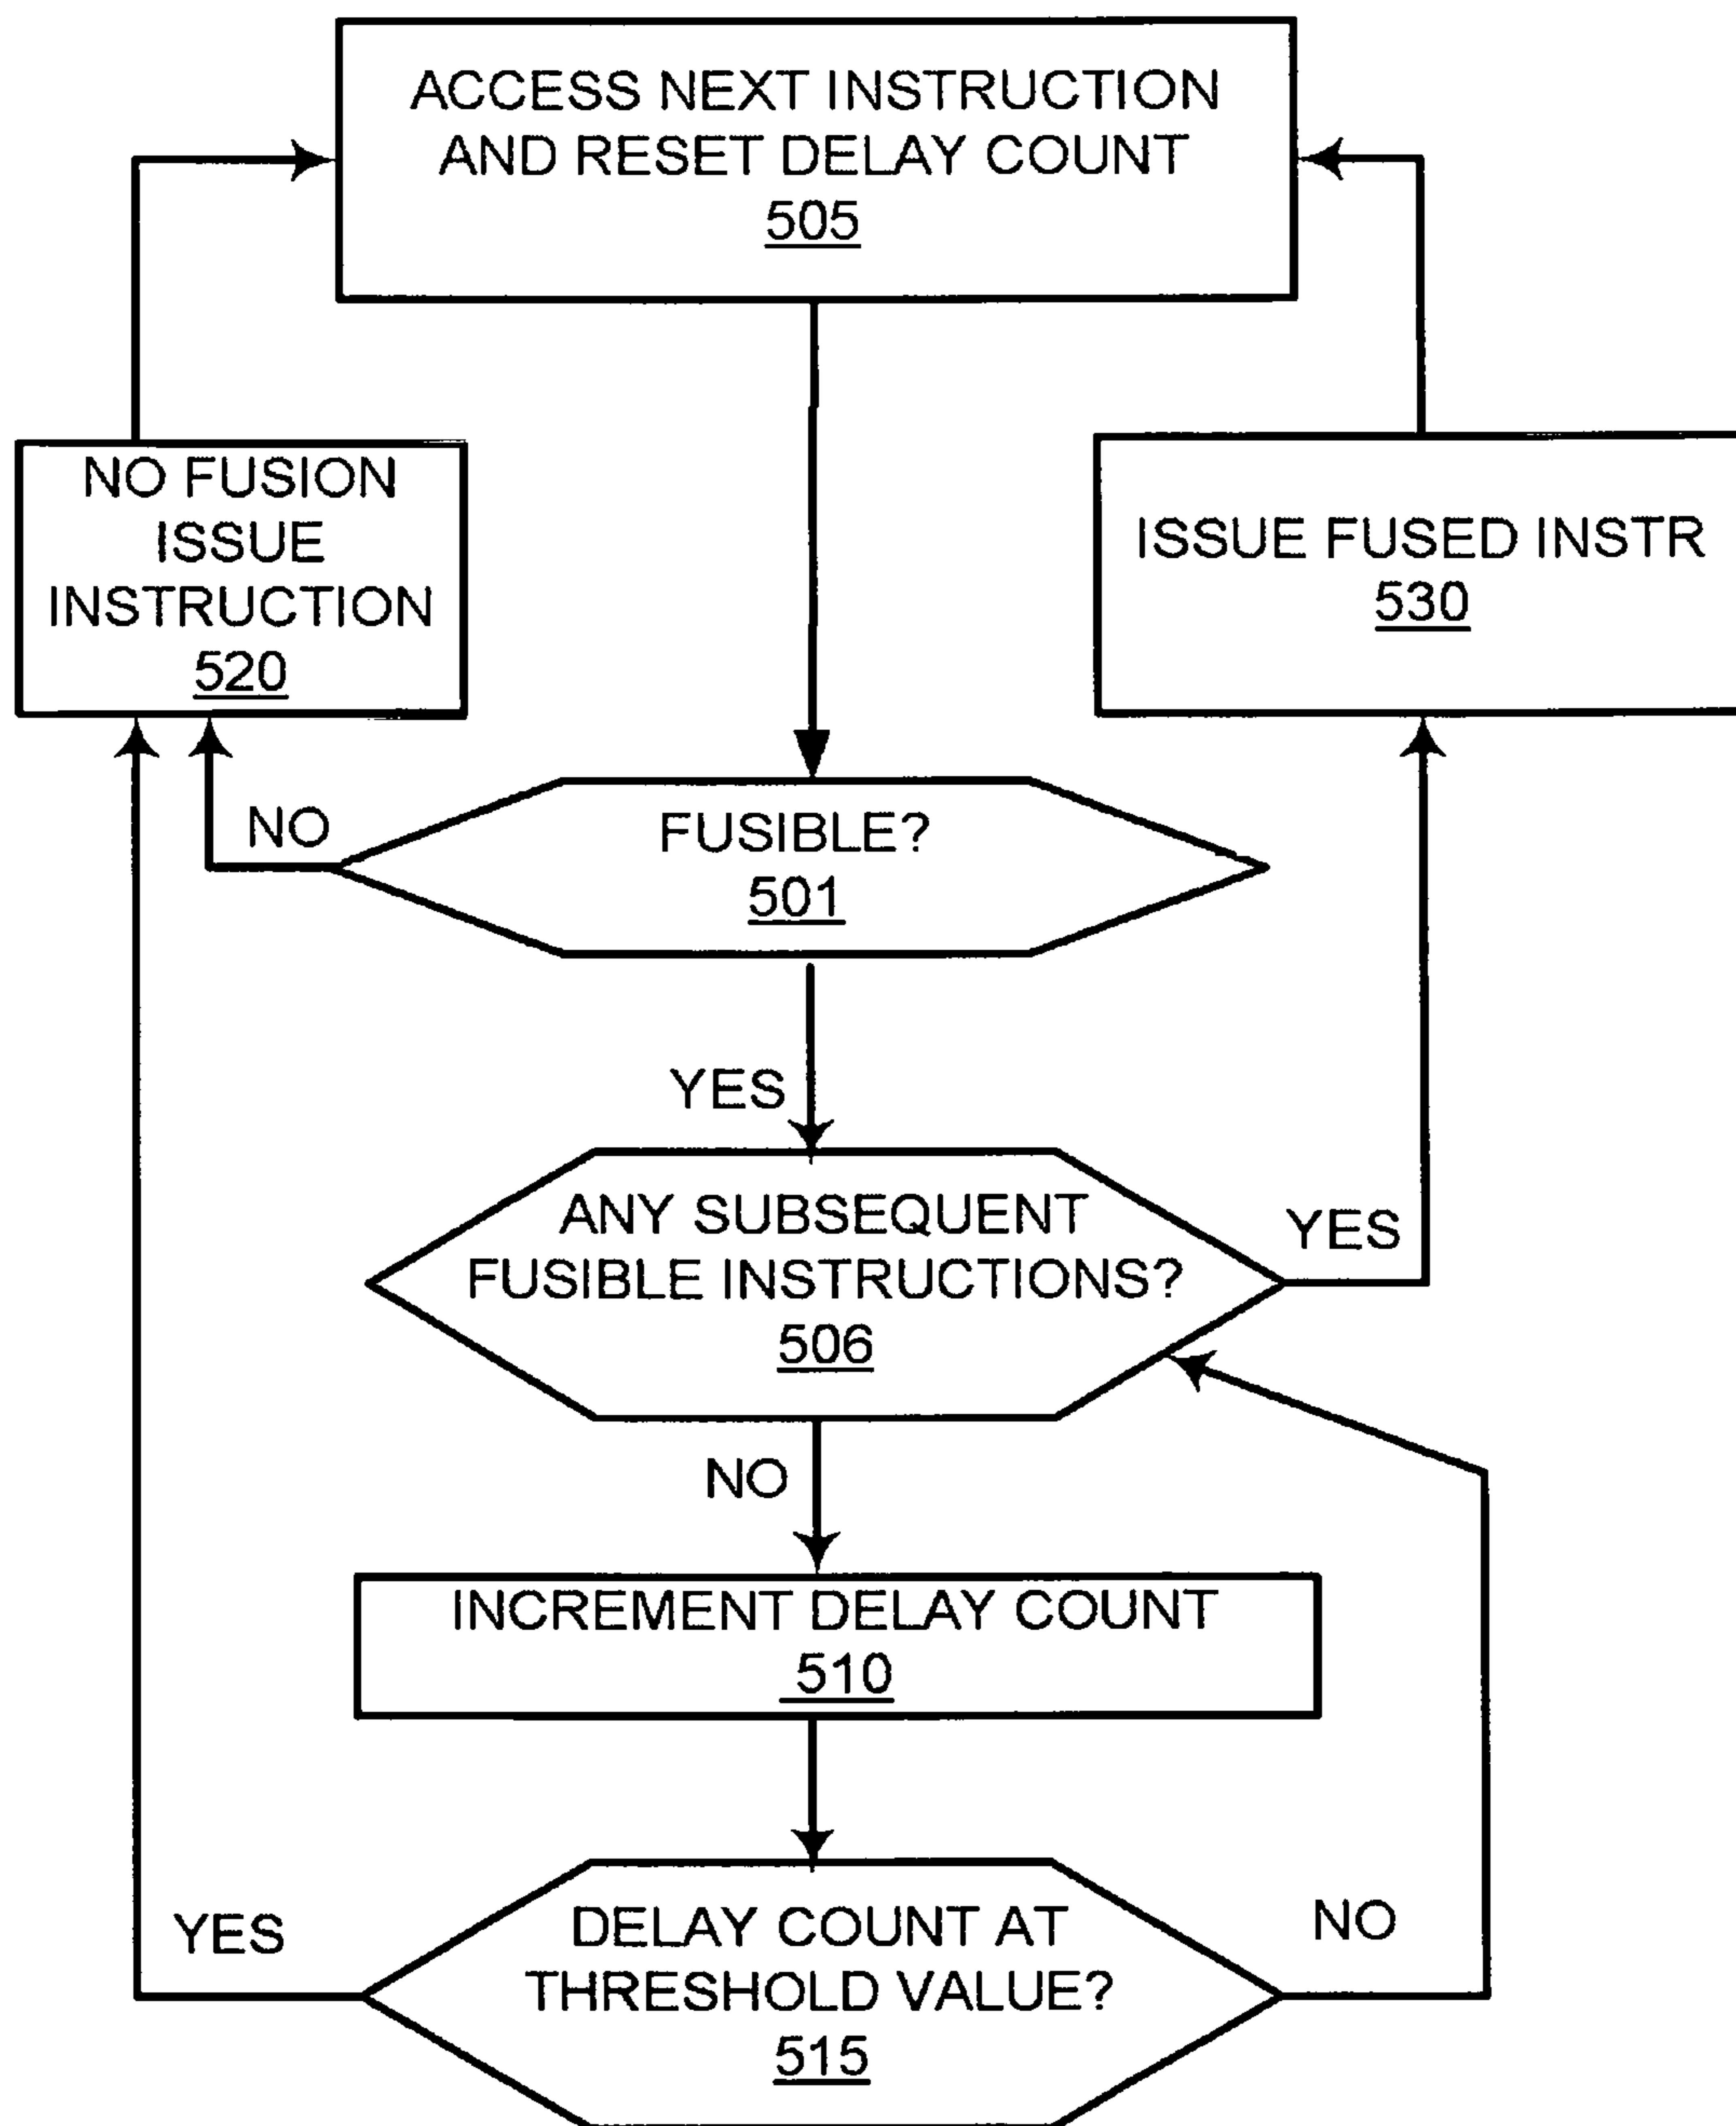 ACCESS NEXT INSTRUCTION
AND RESET DELAY COUNT
505
NO FUSION
ISSUE
INSTRUCTION
520
ISSUE FUSED INSTR
530
NO
FUSIBLE?
501
YES
ANY SUBSEQUENT
FUSIBLE INSTRUCTIONS?
506
YES
NO
INCREMENT DELAY COUNT
510
YES
DELAY COUNT AT
THRESHOLD VALUE?
515
NO